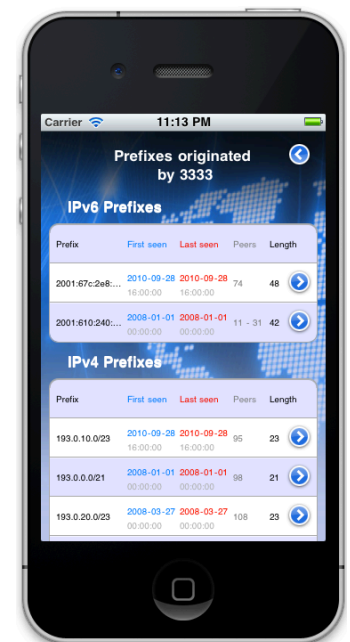 Carrier 11:13 PM
Prefixes originated
by 3333
IPv6 Prefixes
Prefix First seen Last seen Peers Length
2001:67c:2e8:... 2010-09-28 16:00:00 2010-09-28 16:00:00 74 48
2001:610:240:... 2008-01-01 00:00:00 2008-01-01 00:00:00 11 - 31 42
IPv4 Prefixes
Prefix First seen Last seen Peers Length
193.0.10.0/23 2010-09-28 16:00:00 2010-09-28 16:00:00 95 23
193.0.0.0/21 2008-01-01 00:00:00 2008-01-01 00:00:00 98 21
193.0.20.0/23 2008-03-27 00:00:00 2008-03-27 00:00:00 108 23